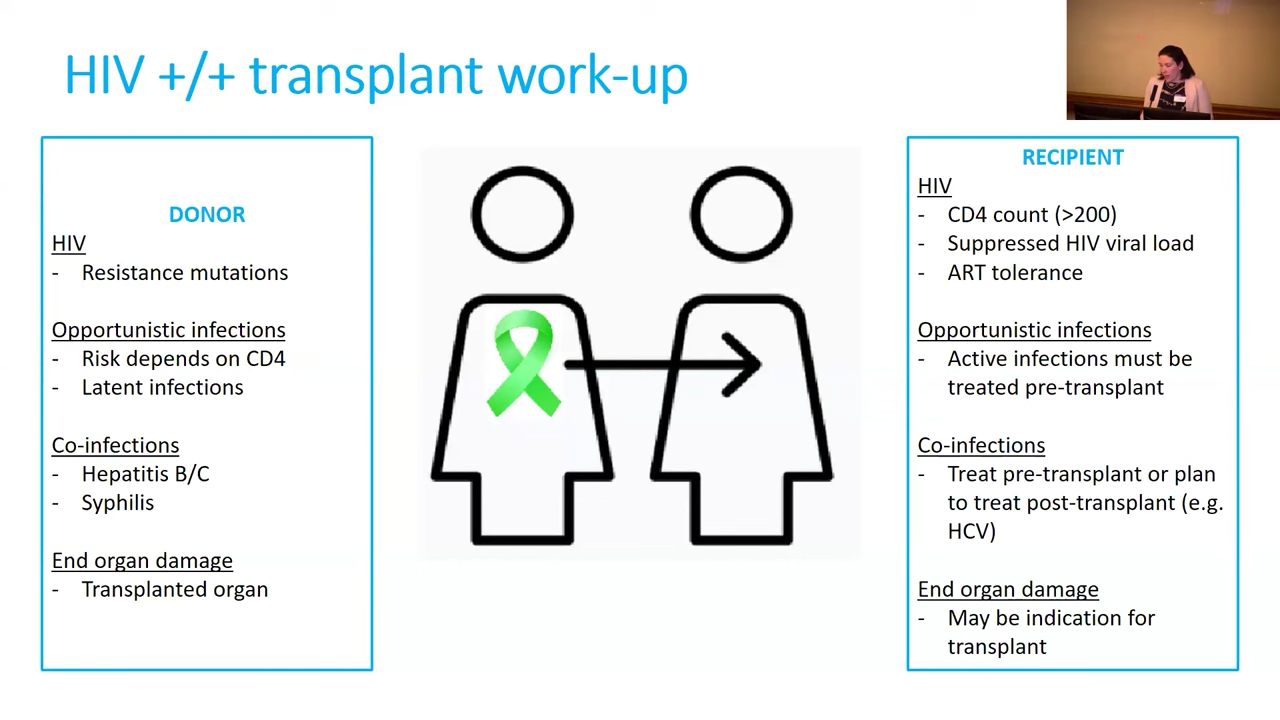 HIV +/+ transplant work-up
DONOR
HIV
- Resistance mutations
Opportunistic infections
- Risk depends on CD4
- Latent infections
Co-infections
- Hepatitis B/C
- Syphilis
End organ damage
- Transplanted organ
RECIPIENT
HIV
- CD4 count (>200)
- Suppressed HIV viral load
- ART tolerance
Opportunistic infections
- Active infections must be
treated pre-transplant
Co-infections
- Treat pre-transplant or plan
to treat post-transplant (e.g.
HCV)
End organ damage
- May be indication for
transplant